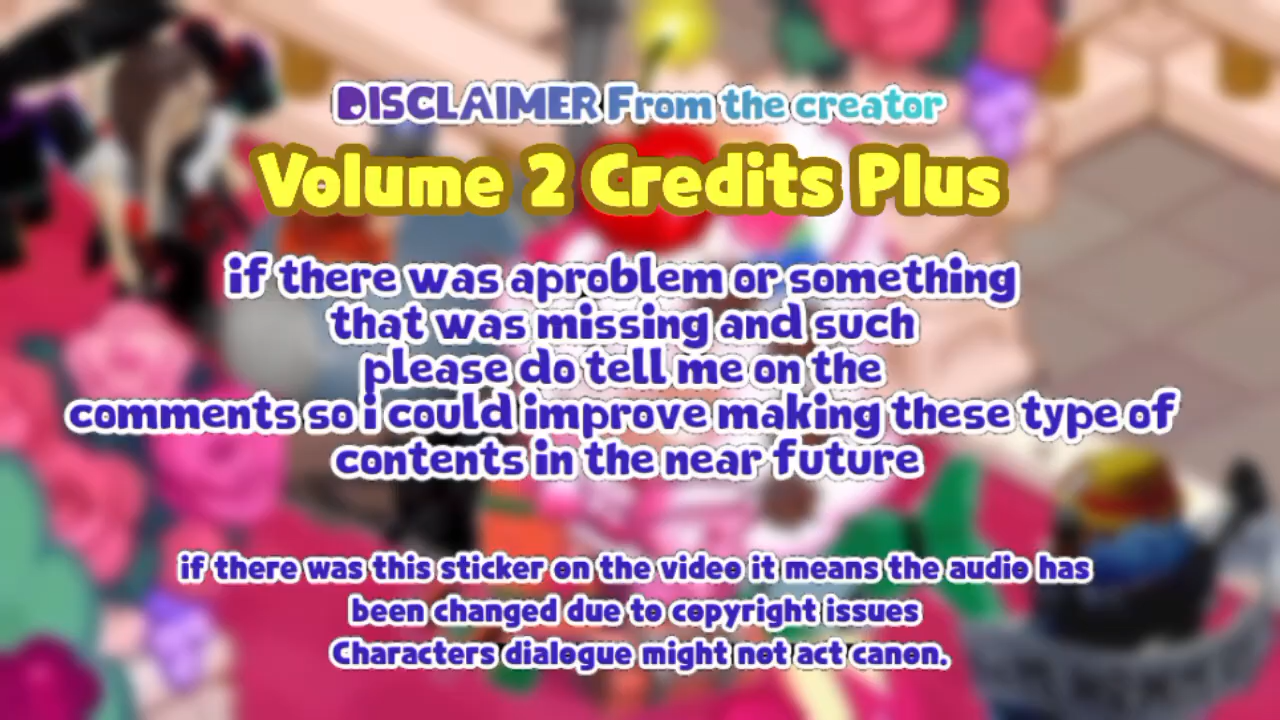 DISCLAIMER From the creator
Volume 2 Credits Plus
if there was aproblem or something
that was missing and such
please do tell me on the
comments so i could improve making these type of
contents in the near future
if there was this sticker on the video it means the audio has
been changed due to copyright issues
Characters dialogue might not act canon.